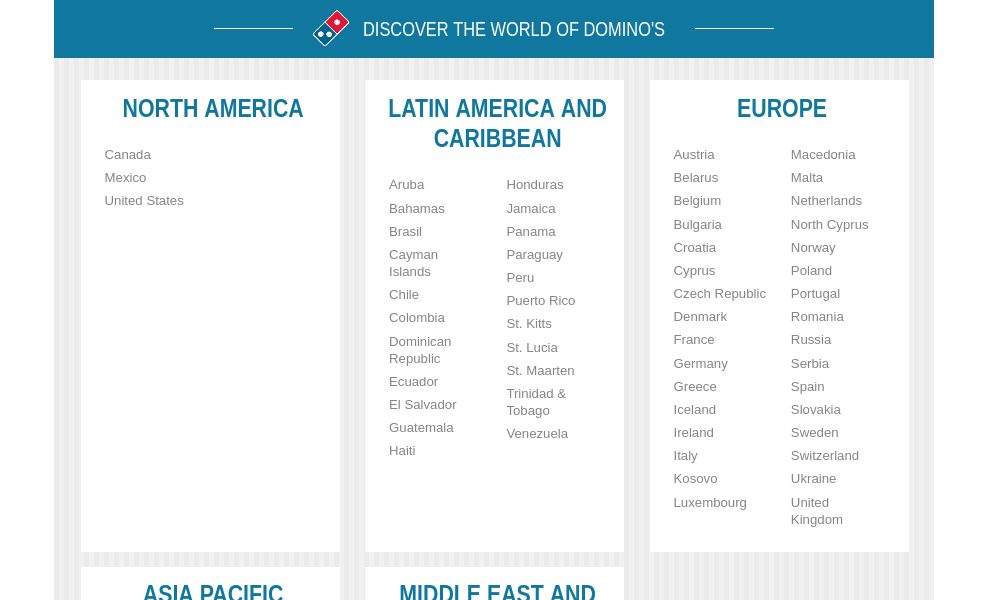 DISCOVER THE WORLD OF DOMINO'S
NORTH AMERICA
Canada
Mexico
United States
LATIN AMERICA AND
CARIBBEAN
Aruba
Bahamas
Brasil
Cayman
Islands
Chile
Colombia
Dominican
Republic
Ecuador
El Salvador
Guatemala
Haiti
Honduras
Jamaica
Panama
Paraguay
Peru
Puerto Rico
St. Kitts
St. Lucia
St. Maarten
Trinidad &
Tobago
Venezuela
EUROPE
Austria
Belarus
Belgium
Bulgaria
Croatia
Cyprus
Czech Republic
Denmark
France
Germany
Greece
Iceland
Ireland
Italy
Kosovo
Luxembourg
Macedonia
Malta
Netherlands
North Cyprus
Norway
Poland
Portugal
Romania
Russia
Serbia
Spain
Slovakia
Sweden
Switzerland
Ukraine
United
Kingdom
ASIA PACIFIC
MIDDLE EAST AND